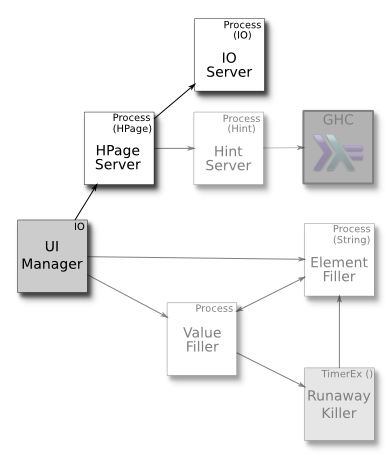 Process
(IO)
IO
Server
Process
(HPage)
HPage
Server
Process
(Hint)
Hint
Server
GHC
IO
UI
Manager
Process
(String)
Element
Filler
Process
Value
Filler
TimerEx ()
Runaway
Killer